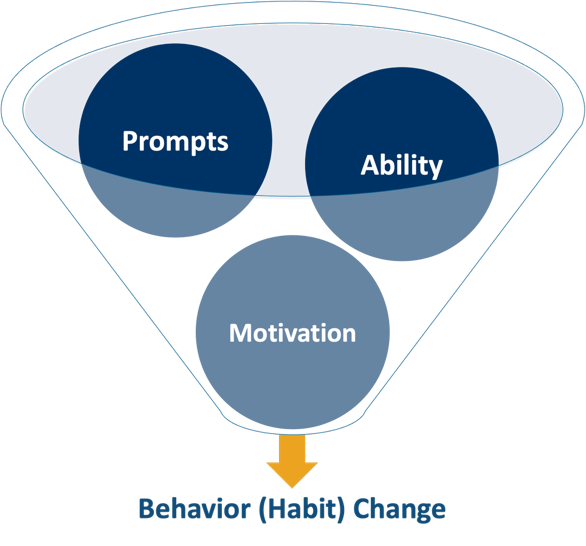 Prompts
Ability
Motivation
Behavior (Habit) Change